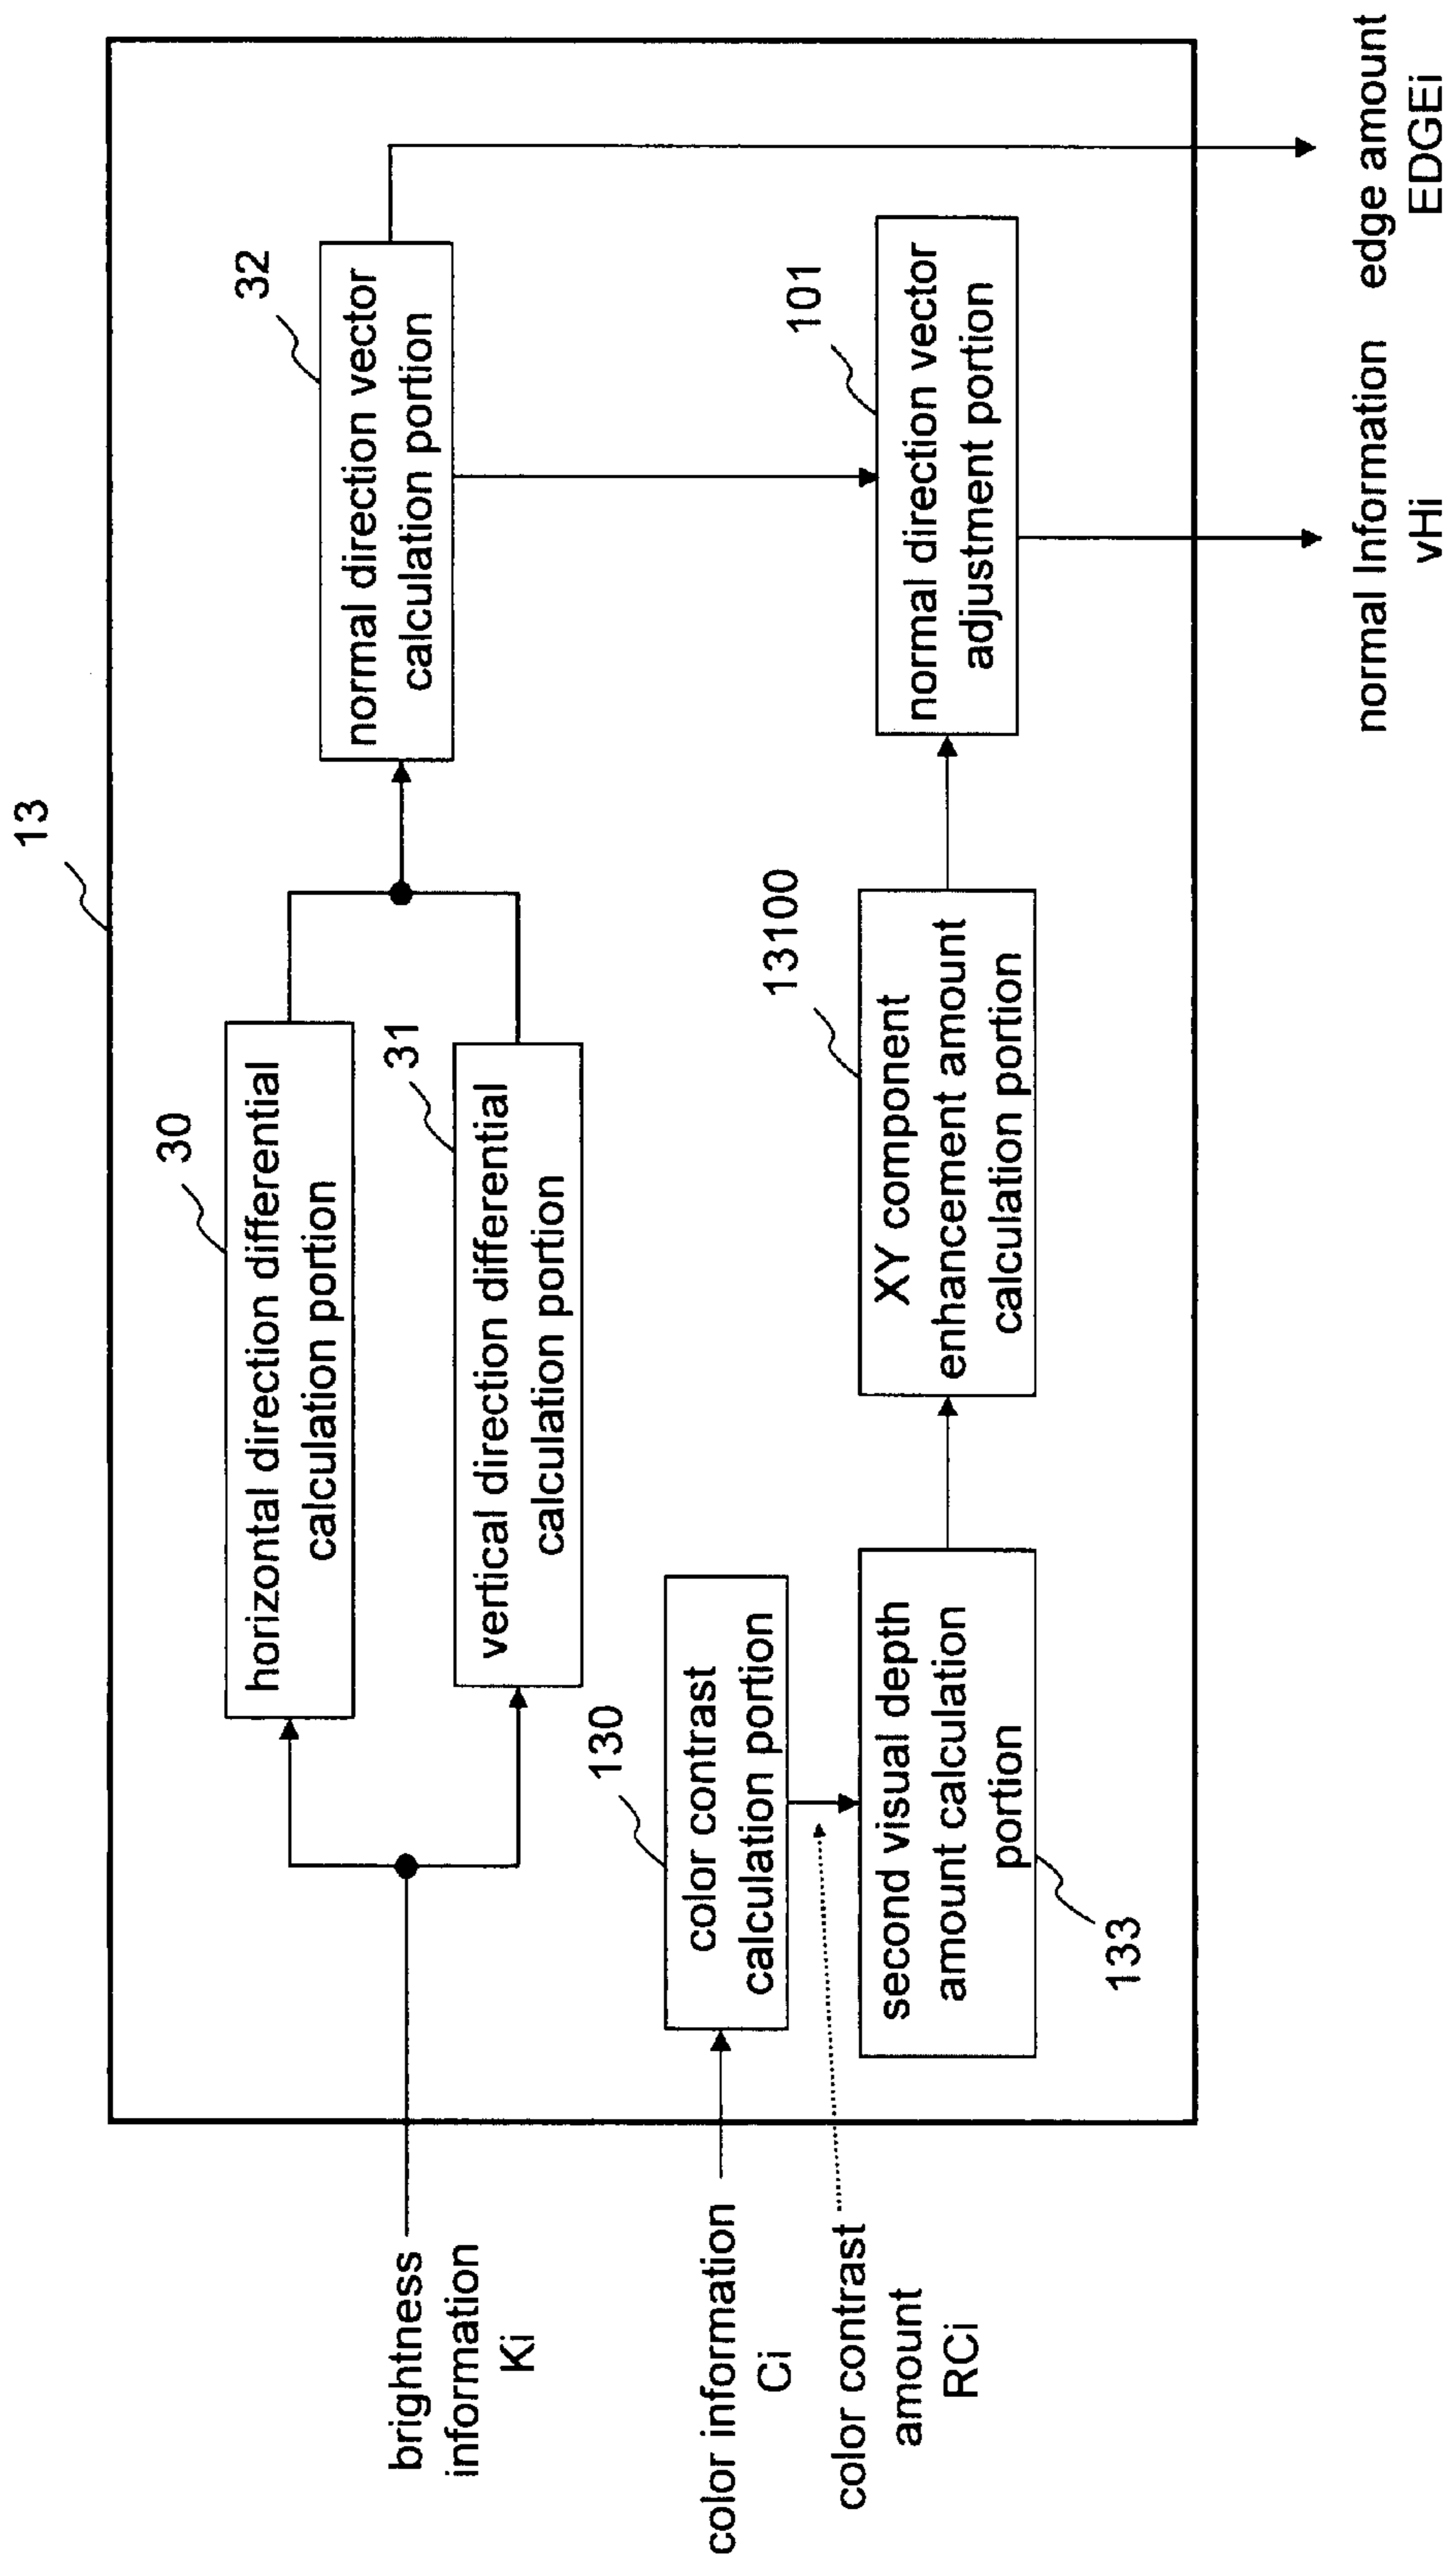 13
30
horizontal direction differential
calculation portion
31
vertical direction differential
calculation portion
32
normal direction vector
calculation portion
brightness
information
Ki
130
color contrast
calculation portion
color information
Ci
color contrast
amount
RCi
second visual depth
amount calculation
portion
133
13100
XY component
enhancement amount
calculation portion
101
normal direction vector
adjustment portion
normal Information
vHi
edge amount
EDGEi